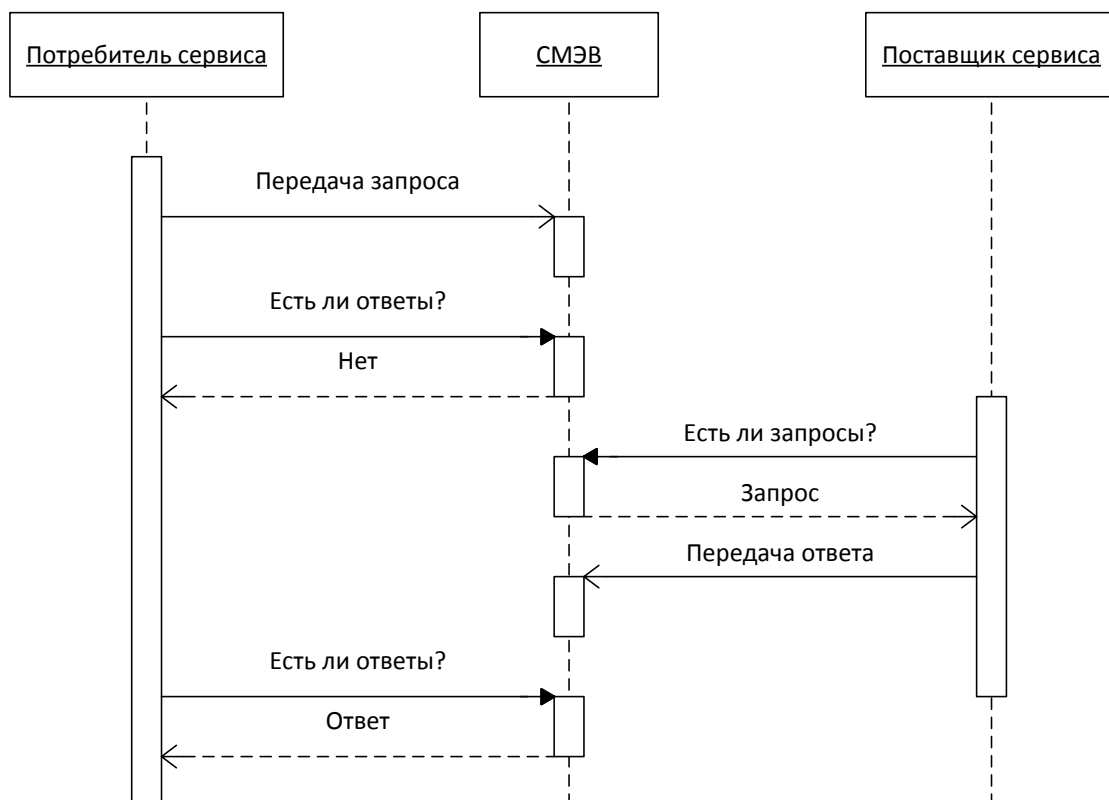 Потребитель сервиса
СМЭВ
Поставщик сервиса
Передача запроса
Есть ли ответы?
Нет
Есть ли запросы?
Запрос
Передача ответа
Есть ли ответы?
Ответ